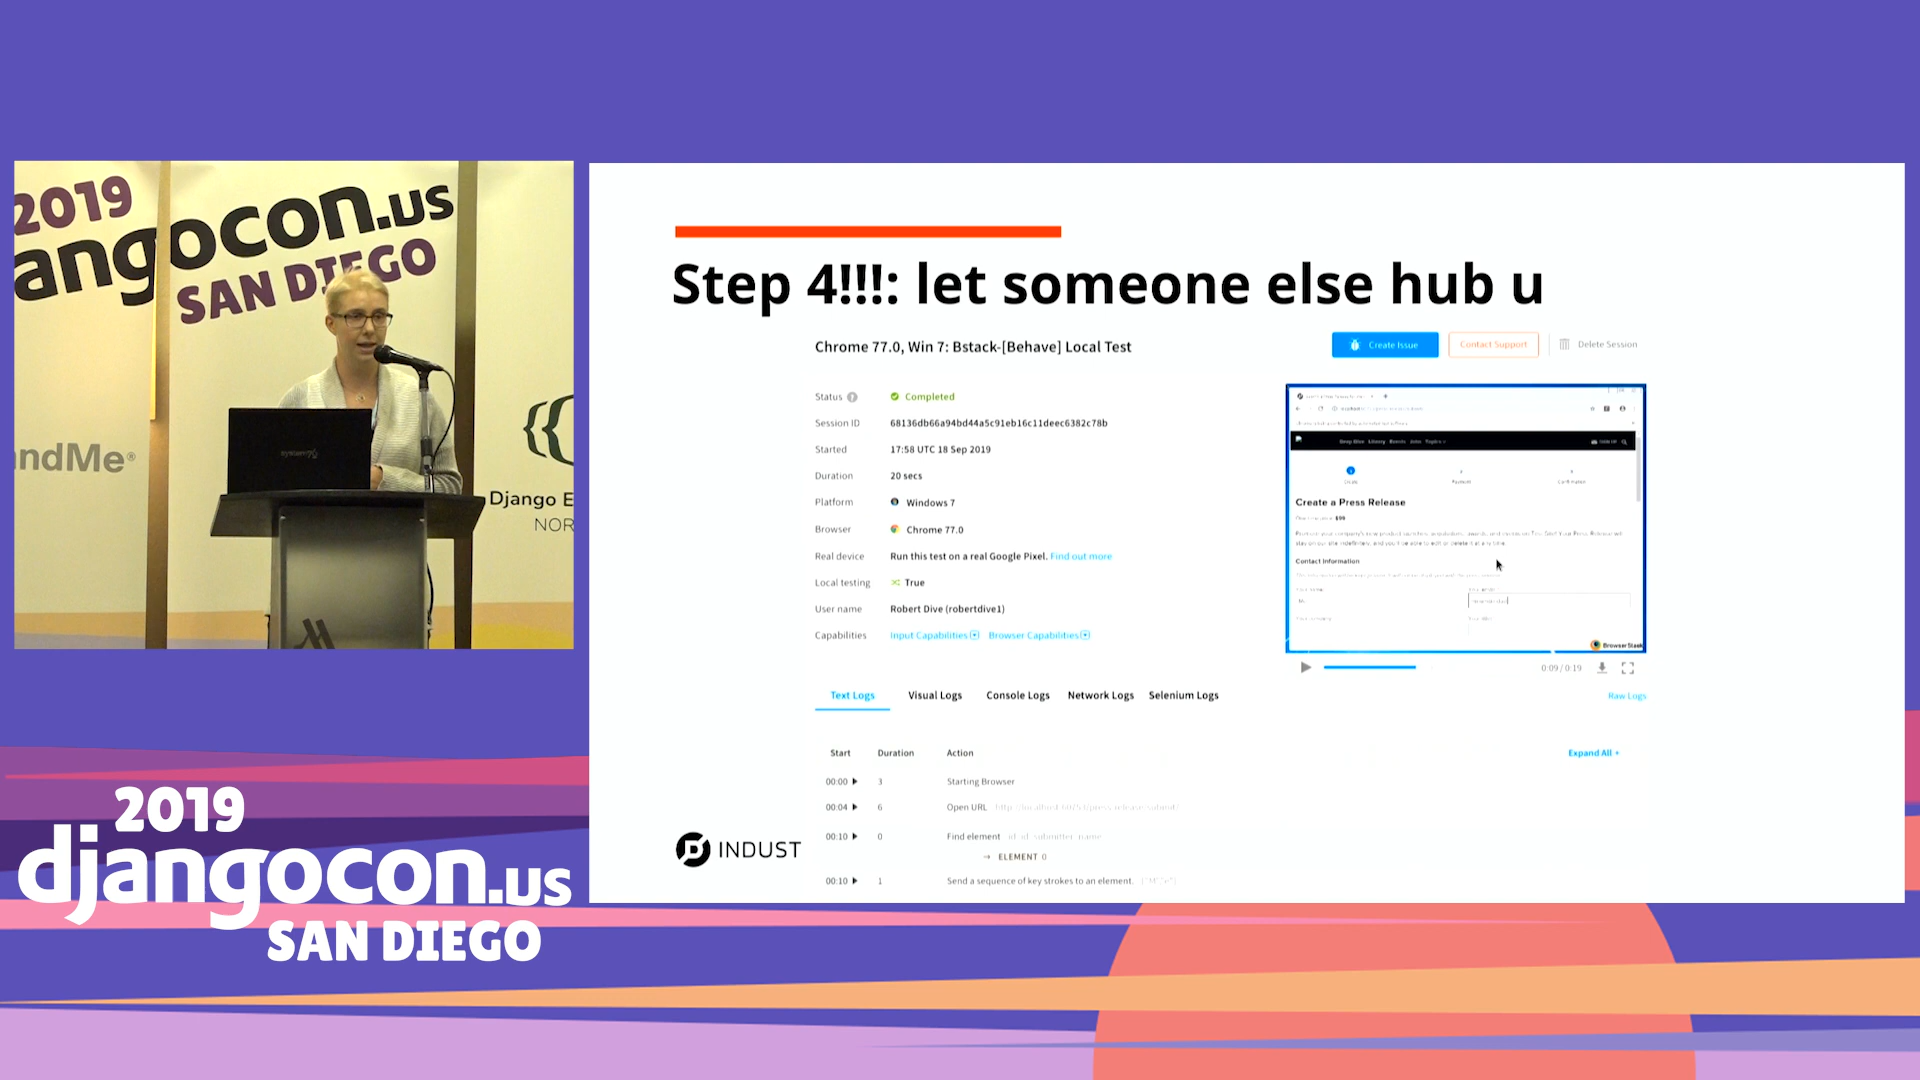 2019
angocon.us
SAN DIEGO
ndMe®
Django E
NOR
2019
djangocon.us
SAN DIEGO
Step 4!!!: let someone else hub u
Chrome 77.0, Win 7: Bstack-[Behave] Local Test
Create Issue
Contact Support
Delete Session
Status
Completed
Session ID
68136db66a94bd44a5c91eb16c11deec6382c78b
Started
17:58 UTC 18 Sep 2019
Duration
20 secs
Platform
Windows 7
Browser
Chrome 77.0
Real device
Run this test on a real Google Pixel. Find out more
Local testing
True
User name
Robert Dive (robertdive1)
Capabilities
Input Capabilities
Browser Capabilities
Create a Press Release
$99
Contact Information
BrowserStack
0:09 / 0:19
Text Logs
Visual Logs
Console Logs
Network Logs
Selenium Logs
Raw Logs
Start
Duration
Action
Expand All +
00:00
3
Starting Browser
00:04
6
Open URL
00:10
0
Find element
→ ELEMENT 0
00:10
1
Send a sequence of key strokes to an element.
INDUST